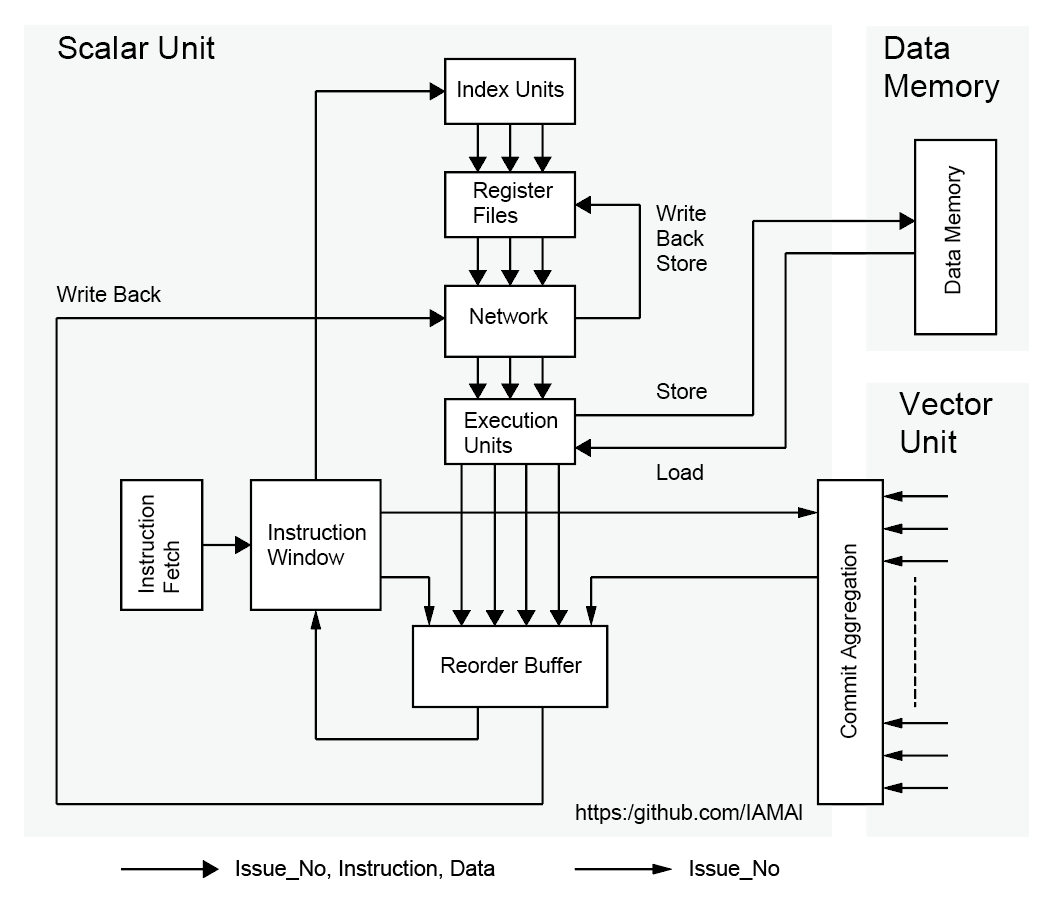 Scalar Unit
Data
Memory
Index Units
Register
Files
Write
Back
Store
Data Memory
Write Back
Network
Store
Vector
Unit
Execution
Units
Load
Instruction
Fetch
Instruction
Window
Commit Aggregation
Reorder Buffer
https:/github.com/IAMAl
Issue_No, Instruction, Data
Issue_No